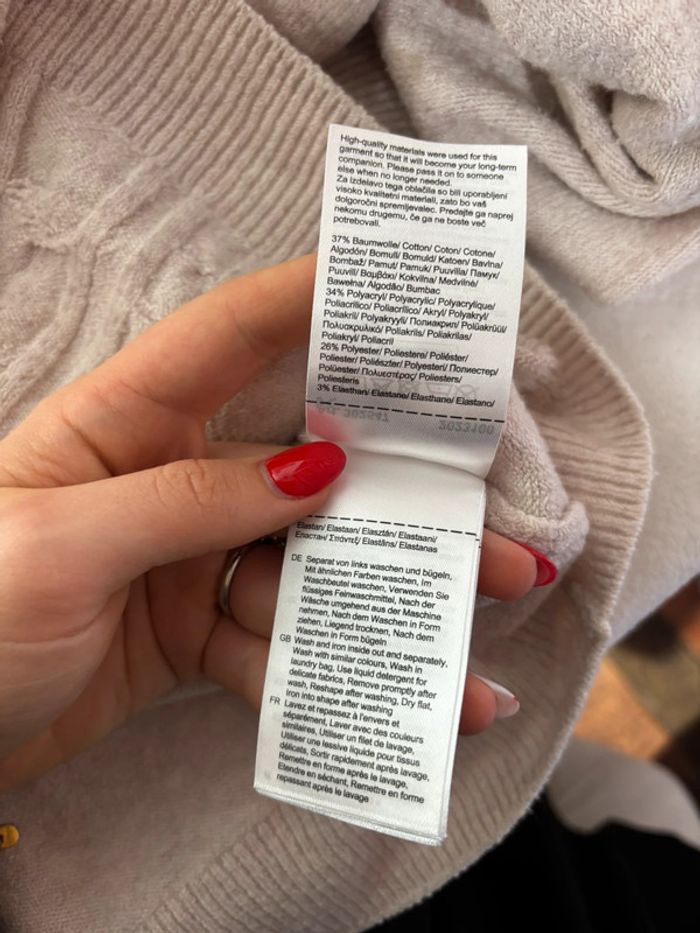 High-quality materials were used for this
garment so that it will become your long-term
companion. Please pass it on to someone
else when no longer needed.
Za izdelavo tega oblačila so bili uporabljeni
visoko kvalitetni materiali, zato bo vaš
dolgoročni spremljevalec. Predajte ga naprej
nekomu drugemu, če ga ne boste več
potrebovali.
37% Baumwolle/ Cotton/ Coton/ Cotone/
Algodón/ Bomull/ Bomuld/ Katoen/ Bavlna/
Bombaž/ Pamut/ Pamuk/ Puuvilla/ Памук/
Puuvill/ Βαμβάκι/ Kokvilna/ Medvilnė/
Bawełna/ Algodão/ Bumbac
34% Polyacryl/ Polyacrylic/ Polyacrylique/
Poliacrilico/ Poliacrílico/ Akryl/ Polyakryl/
Poliakril/ Polyakryyli/ Полиакрил/ Polüakrüül/
Πολυακρυλικό/ Poliakrils/ Poliakrilas/
Poliakryl/ Poliacril
26% Polyester/ Poliestere/ Poliéster/
Poliester/ Poliészter/ Polyesteri/ Полиестер/
Polüester/ Πολυεστέρας/ Poliesters/
Poliesteris
3% Elasthan/ Elastane/ Elasthane/ Elastano/
Art. 302547 2023100
Elastan/ Elastaan/ Elasztán/ Elastaani/
Еластан/ Σπάντεξ/ Elastāns/ Elastanas
DE Separat von links waschen und bügeln,
Mit ähnlichen Farben waschen, Im
Waschbeutel waschen, Verwenden Sie
flüssiges Feinwaschmittel, Nach der
Wäsche umgehend aus der Maschine
nehmen, Nach dem Waschen in Form
ziehen, Liegend trocknen, Nach dem
Waschen in Form bügeln
GB Wash and iron inside out and separately,
Wash with similar colours, Wash in
laundry bag, Use liquid detergent for
delicate fabrics, Remove promptly after
wash, Reshape after washing, Dry flat,
Iron into shape after washing
FR Lavez et repassez à l'envers et
séparément, Laver avec des couleurs
similaires, Utiliser un filet de lavage,
Utiliser une lessive liquide pour tissus
délicats, Sortir rapidement après lavage,
Remettre en forme après le lavage,
Etendre en séchant, Remettre en forme
repassant après le lavage